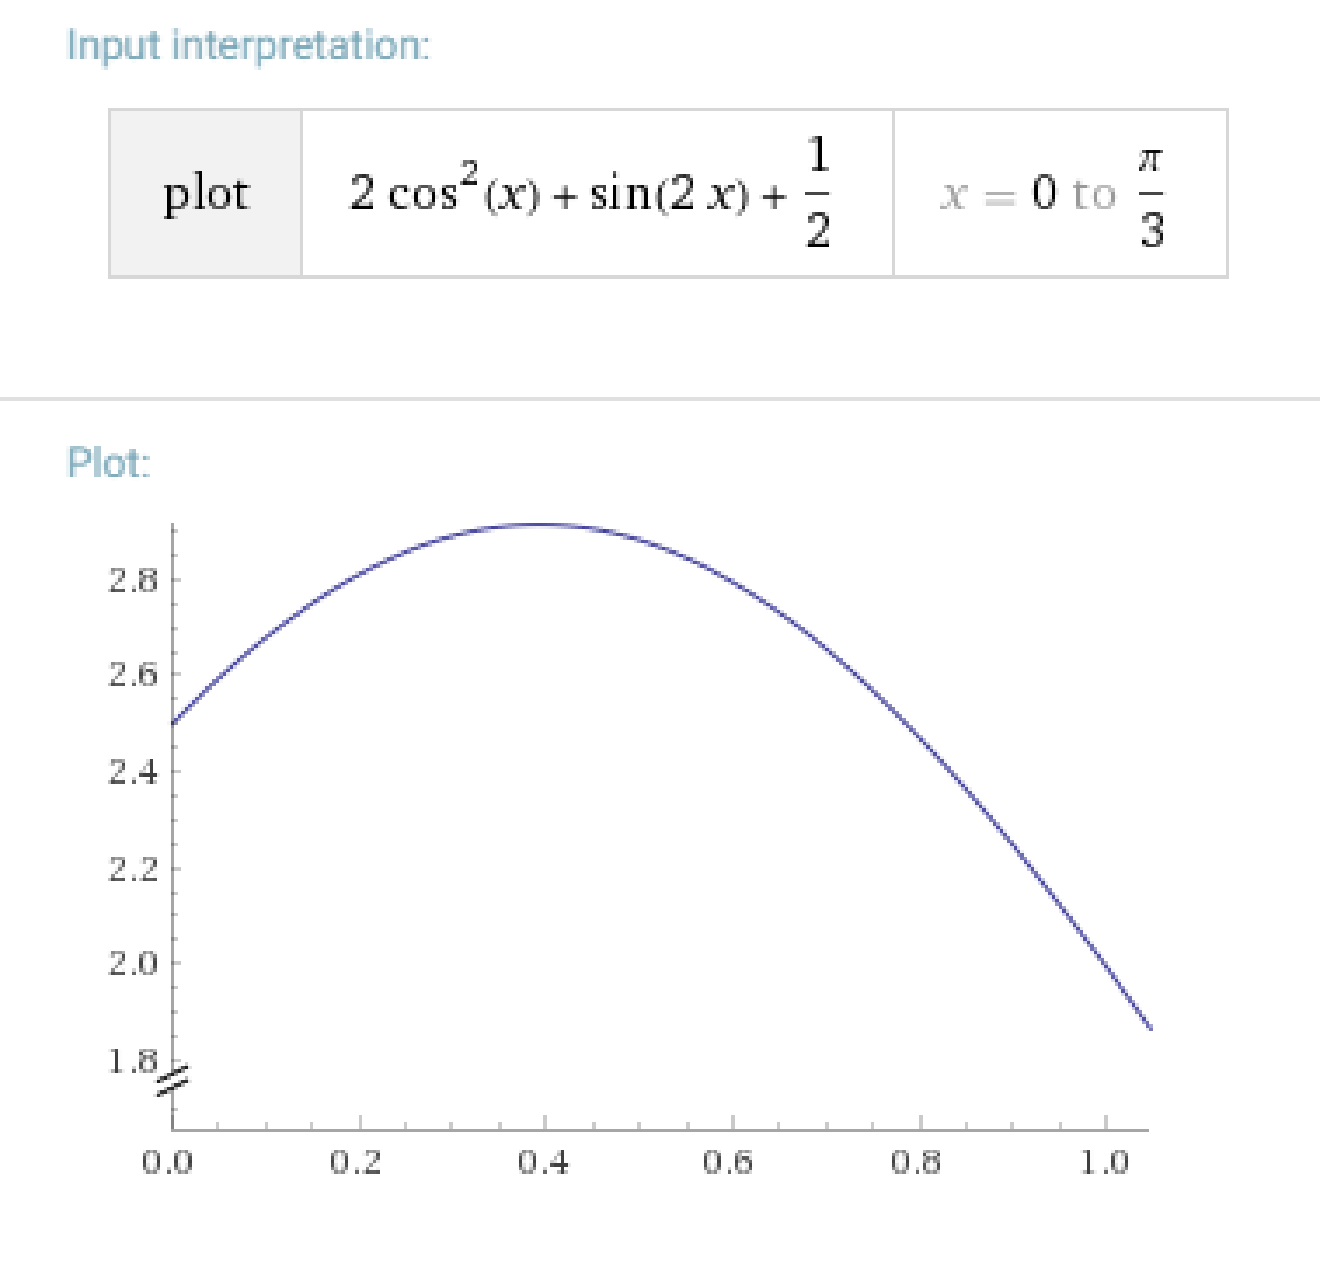 Input interpretation:
plot 2 cos²(x) + sin(2 x) + 1/2 x = 0 to π/3
Plot:
2.8
2.6
2.4
2.2
2.0
1.8
0.0 0.2 0.4 0.6 0.8 1.0